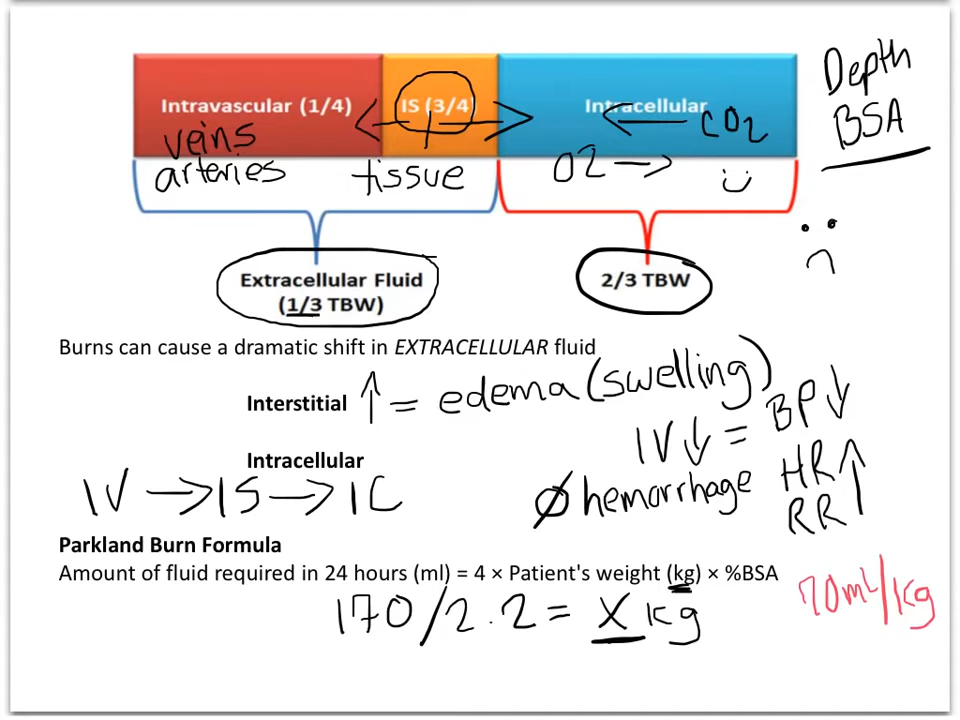 Intravascular (1/4) IS (3/4) Intracellular
veins
arteries
tissue
← CO2
O2 →
Depth
BSA
Extracellular Fluid
(1/3 TBW)
2/3 TBW
Burns can cause a dramatic shift in EXTRACELLULAR fluid
Interstitial ↑ = edema (swelling)
IV ↓ = BP ↓
Intracellular
HR ↑
IV → IS → IC
Ø hemorrhage
RR
Parkland Burn Formula
Amount of fluid required in 24 hours (ml) = 4 × Patient's weight (kg) × %BSA
170/2.2 = X kg
70ml/kg